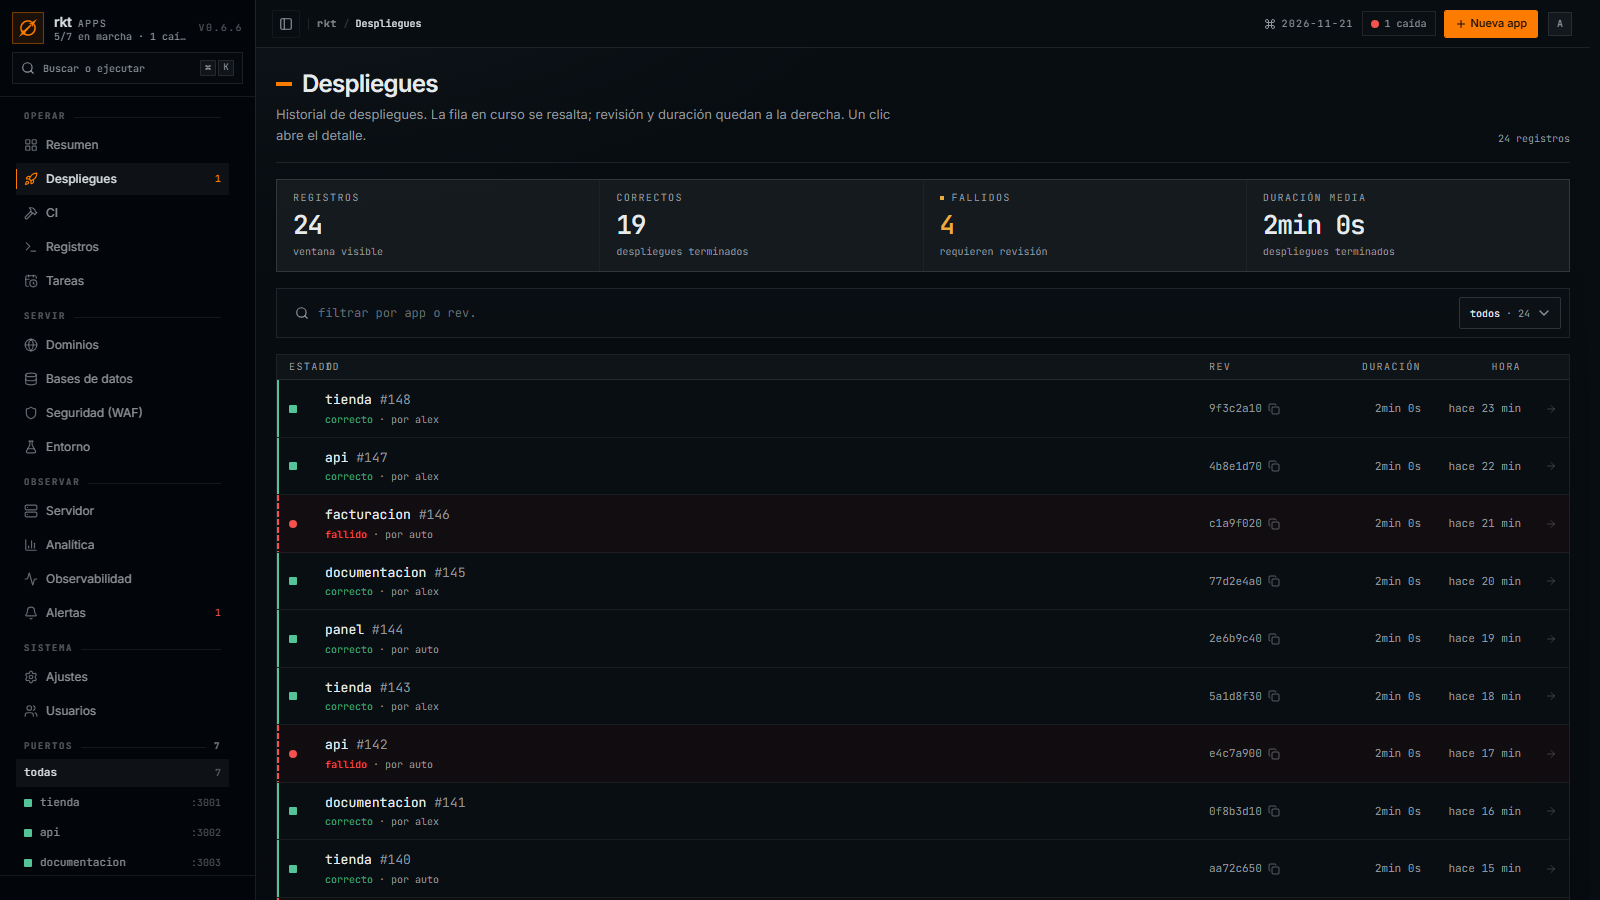 rkt APPS
5/7 en marcha · 1 caí…
V0.6.6
Buscar o ejecutar
⌘ K
OPERAR
Resumen
Despliegues 1
CI
Registros
Tareas
SERVIR
Dominios
Bases de datos
Seguridad (WAF)
Entorno
OBSERVAR
Servidor
Analítica
Observabilidad
Alertas 1
SISTEMA
Ajustes
Usuarios
PUERTOS 7
todas 7
tienda :3001
api :3002
documentacion :3003
rkt / Despliegues
⌘ 2026-11-21
1 caída
+ Nueva app
A
Despliegues
Historial de despliegues. La fila en curso se resalta; revisión y duración quedan a la derecha. Un clic
abre el detalle.
24 registros
REGISTROS
24
ventana visible
CORRECTOS
19
despliegues terminados
FALLIDOS
4
requieren revisión
DURACIÓN MEDIA
2min 0s
despliegues terminados
filtrar por app o rev.
todos · 24
ESTADO REV DURACIÓN HORA
tienda #148
correcto · por alex
9f3c2a10 2min 0s hace 23 min →
api #147
correcto · por alex
4b8e1d70 2min 0s hace 22 min →
facturacion #146
fallido · por auto
c1a9f020 2min 0s hace 21 min →
documentacion #145
correcto · por alex
77d2e4a0 2min 0s hace 20 min →
panel #144
correcto · por auto
2e6b9c40 2min 0s hace 19 min →
tienda #143
correcto · por alex
5a1d8f30 2min 0s hace 18 min →
api #142
fallido · por auto
e4c7a900 2min 0s hace 17 min →
documentacion #141
correcto · por alex
0f8b3d10 2min 0s hace 16 min →
tienda #140
correcto · por auto
aa72c650 2min 0s hace 15 min →